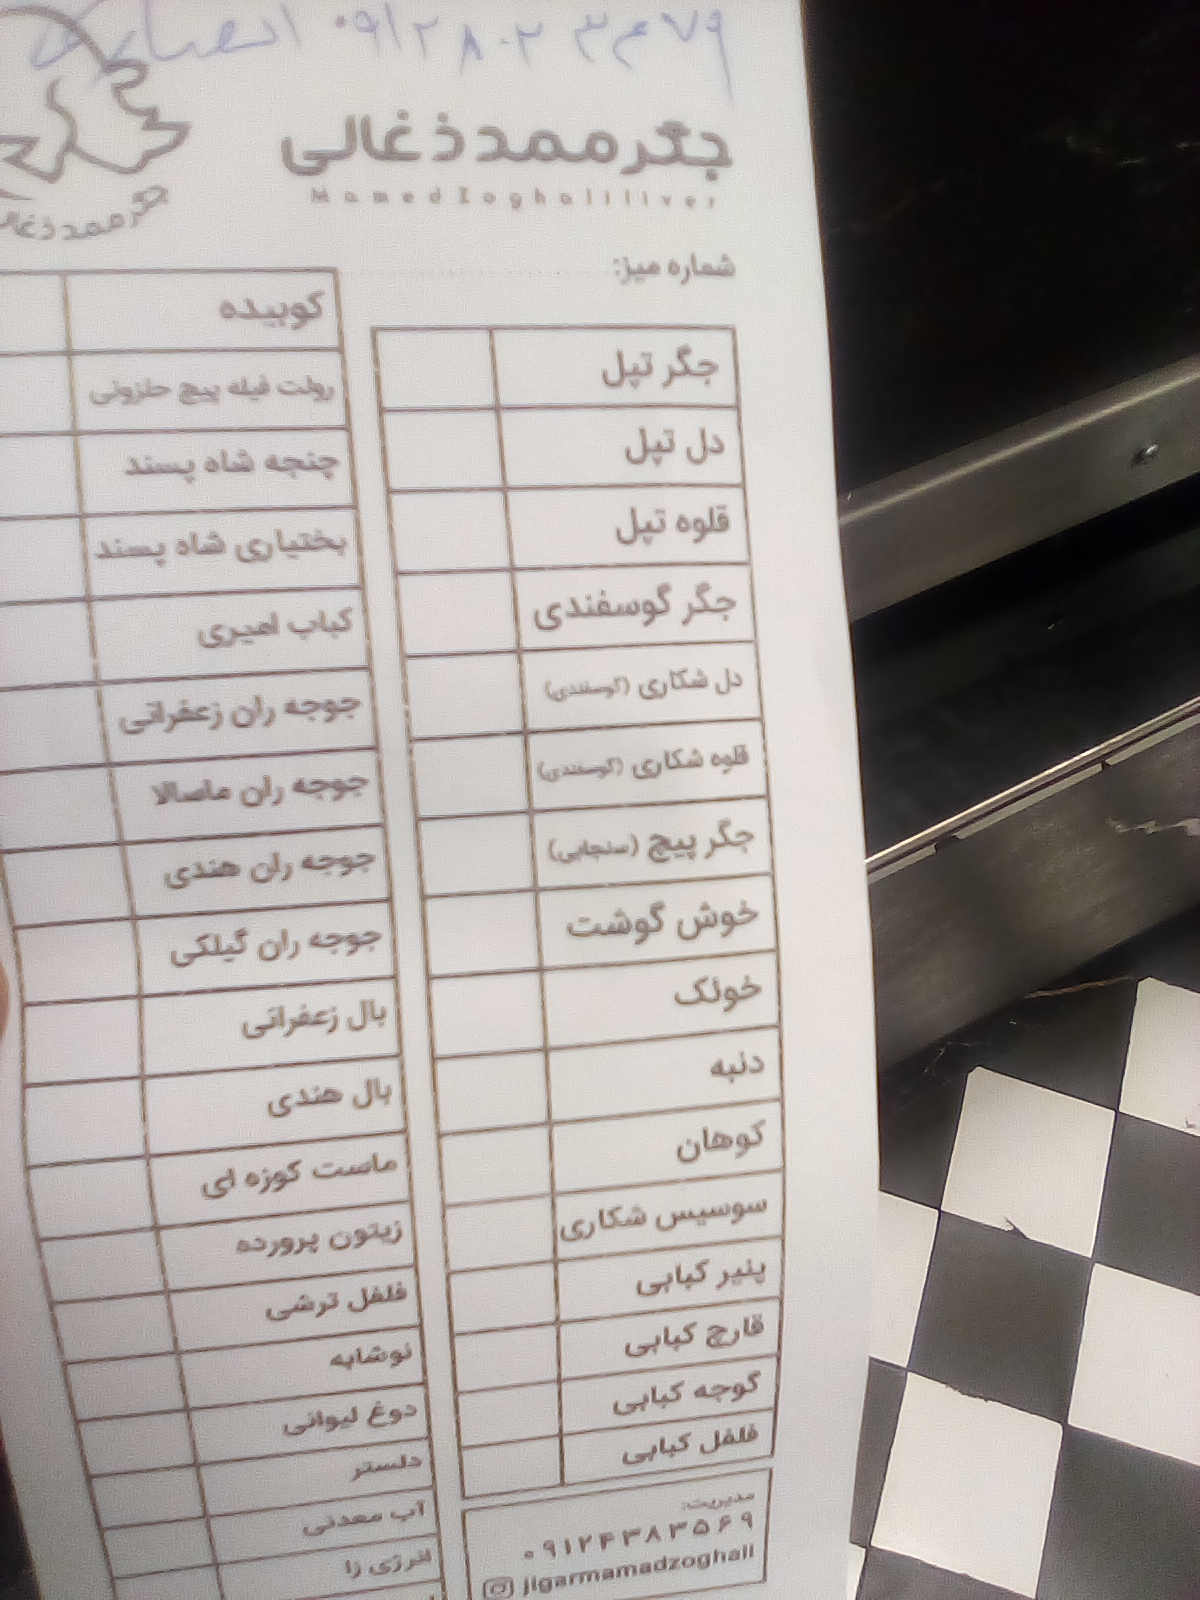 ۰۹۱۲۸۰۲۳م۷۹
جگر ممد ذغالی
MamedZoghaliliver
جگر ممد ذغالی
شماره میز:
جگر تپل
دل تپل
قلوه تپل
جگر گوسفندی
دل شکاری (گوسفندی)
قلوه شکاری (گوسفندی)
جگر پیچ (سنجابی)
خوش گوشت
خونک
دنبه
کوهان
سوسیس شکاری
پنیر کبابی
قارچ کبابی
گوجه کبابی
فلفل کبابی
مدیریت:
۰۹۱۲۴۳۸۳۵۶۹
jigarmamadzoghali
کوبیده
رولت فیله پیچ حلزونی
چنجه شاه پسند
بختیاری شاه پسند
کباب امیری
جوجه ران زعفرانی
جوجه ران ماسالا
جوجه ران هندی
جوجه ران گیلکی
بال زعفرانی
بال هندی
ماست کوزه ای
زیتون پرورده
فلفل ترشی
نوشابه
دوغ لیوانی
دلستر
آب معدنی
انرژی زا